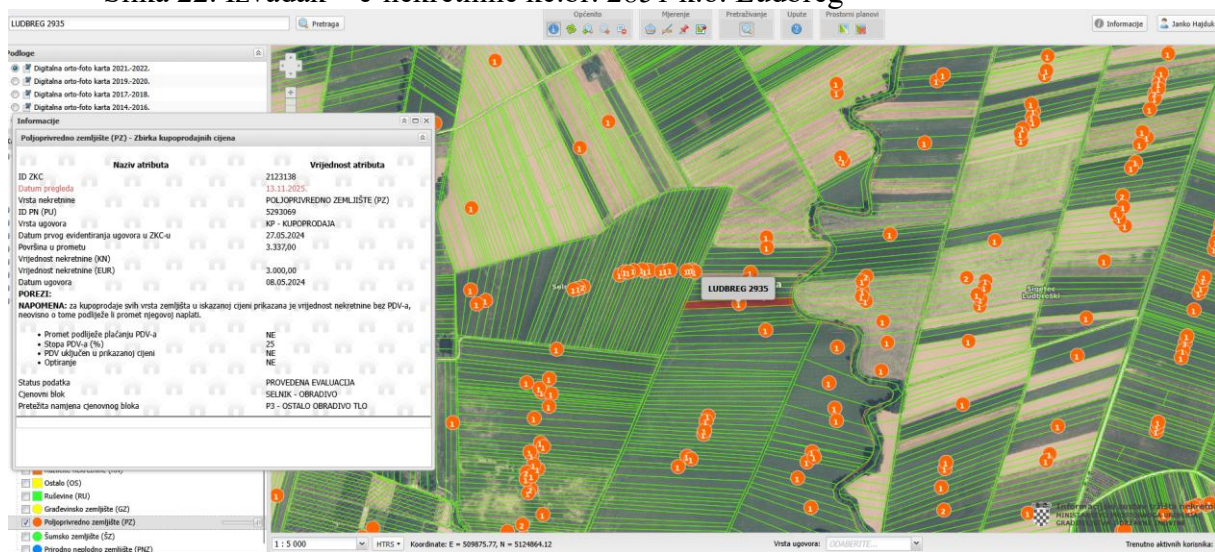 Slika 22. Izvadak – e-nekretnine kč.br. 2851 k.o. Ludbreg
LUDBREG 2935
Pretraga
Općenito
Mjerenje
Pretraživanje
Upute
Prostorni planovi
Informacije
Janko Hajduk
Podloge
Digitalna orto-foto karta 2021.-2022.
Digitalna orto-foto karta 2019.-2020.
Digitalna orto-foto karta 2017.-2018.
Digitalna orto-foto karta 2014.-2016.
Informacije
Poljoprivredno zemljište (PZ) - Zbirka kupoprodajnih cijena
Naziv atributa Vrijednost atributa
ID ZKC 2123138
Datum pregleda 13.11.2025.
Vrsta nekretnine POLJOPRIVREDNO ZEMLJIŠTE (PZ)
ID PN (PU) 5293069
Vrsta ugovora KP - KUPOPRODAJA
Datum prvog evidentiranja ugovora u ZKC-u 27.05.2024
Površina u prometu 3.337,00
Vrijednost nekretnine (KN)
Vrijednost nekretnine (EUR) 3.000,00
Datum ugovora 08.05.2024
POREZI:
NAPOMENA: za kupoprodaje svih vrsta zemljišta u iskazanoj cijeni prikazana je vrijednost nekretnine bez PDV-a,
neovisno o tome podliježe li promet njegovoj naplati.
• Promet podliježe plaćanju PDV-a NE
• Stopa PDV-a (%) 25
• PDV uključen u prikazanoj cijeni NE
• Optiranje NE
Status podatka PROVEDENA EVALUACIJA
Cjenovni blok SELNIK - OBRADIVO
Pretežita namjena cjenovnog bloka P3 - OSTALO OBRADIVO TLO
LUDBREG 2935
Sigetec
Ludbreški
Ostalo (OS)
Ruševine (RU)
Građevinsko zemljište (GZ)
Poljoprivredno zemljište (PZ)
Šumsko zemljište (ŠZ)
Prirodno neplodno zemljište (PNZ)
1 : 5 000
HTRS
Koordinate: E = 509875.77, N = 5124864.12
Vrsta ugovora: ODABERITE...
Trenutno aktivnih korisnika: